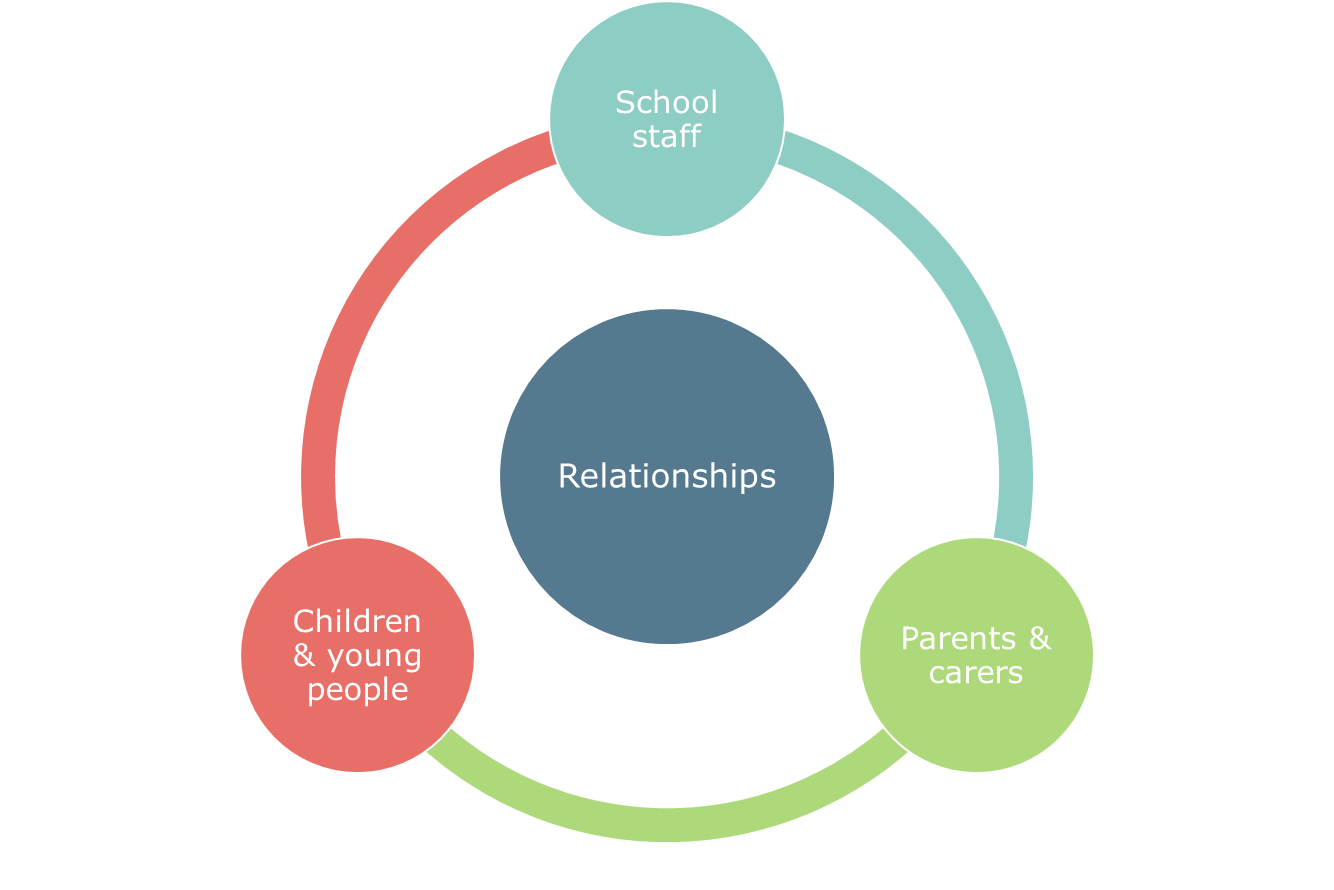 School
staff
Relationships
Children
& young
people
Parents &
carers